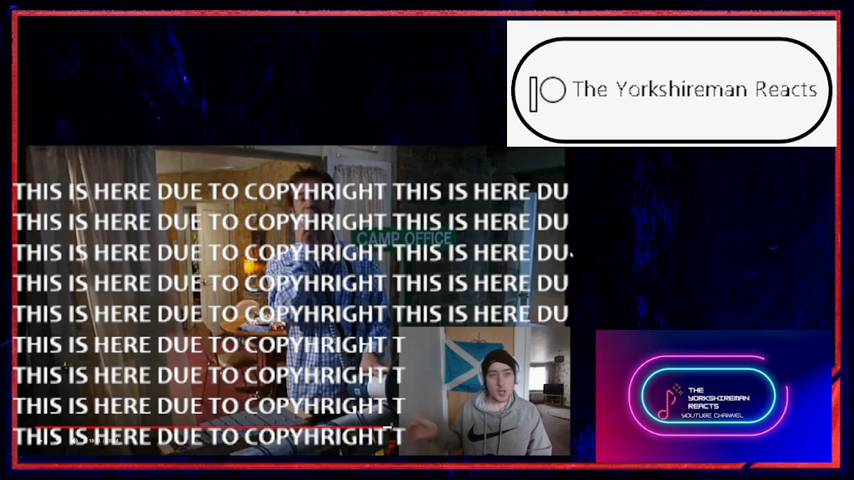 The Yorkshireman Reacts
THIS IS HERE DUE TO COPYHRIGHT THIS IS HERE DU
THIS IS HERE DUE TO COPYHRIGHT THIS IS HERE DU
CAMP OFFICE
THIS IS HERE DUE TO COPYHRIGHT THIS IS HERE DU
THIS IS HERE DUE TO COPYHRIGHT THIS IS HERE DU
THIS IS HERE DUE TO COPYHRIGHT THIS IS HERE DU
THIS IS HERE DUE TO COPYHRIGHT T
THIS IS HERE DUE TO COPYHRIGHT T
THIS IS HERE DUE TO COPYHRIGHT T
THIS IS HERE DUE TO COPYHRIGHT T
THE
YORKSHIREMAN
REACTS
YOUTUBE CHANNEL